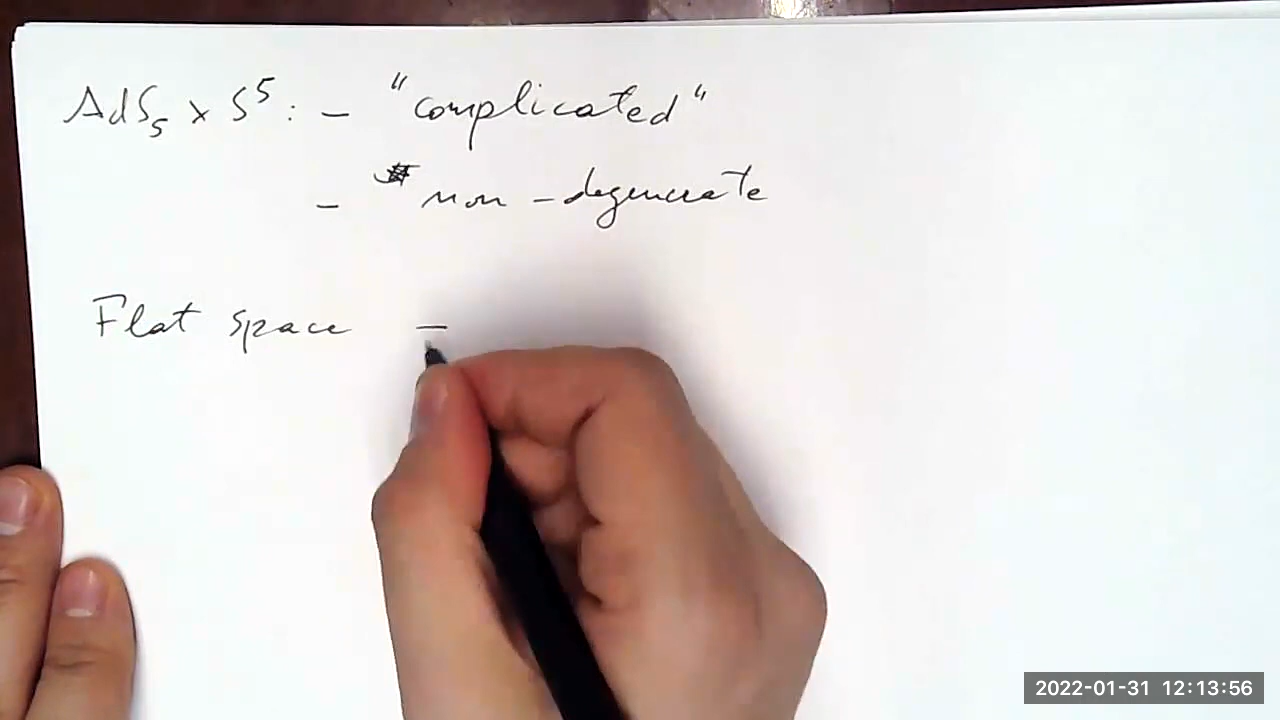 AdS₅ × S⁵ : – "complicated"
– non-degenerate
Flat space –
2022-01-31 12:13:56